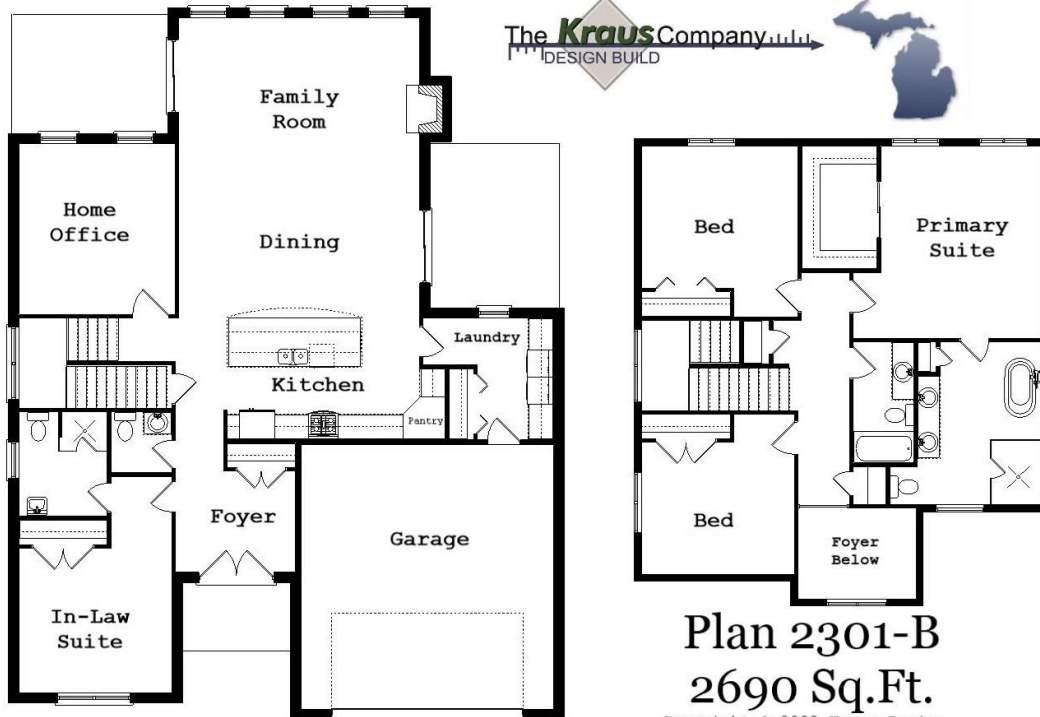 The Kraus Company
DESIGN BUILD
Family
Room
Home
Office
Dining
Laundry
Kitchen
Pantry
Foyer
Garage
In-Law
Suite
Bed
Primary
Suite
Bed
Foyer
Below
Plan 2301-B
2690 Sq.Ft.